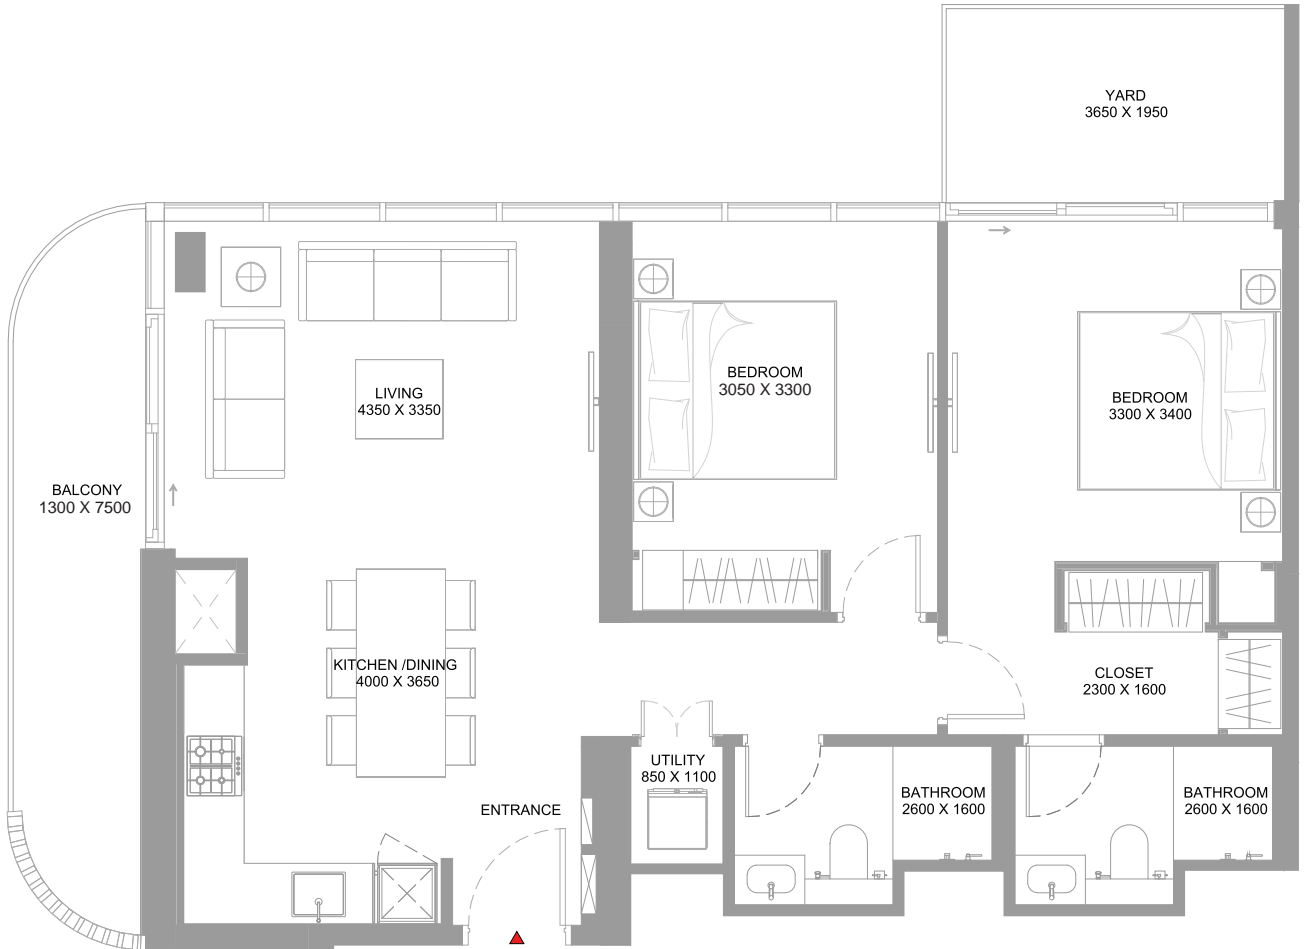 YARD
3650 X 1950
BEDROOM
3050 X 3300
LIVING
4350 X 3350
BEDROOM
3300 X 3400
BALCONY
1300 X 7500
KITCHEN /DINING
4000 X 3650
CLOSET
2300 X 1600
UTILITY
850 X 1100
ENTRANCE
BATHROOM
2600 X 1600
BATHROOM
2600 X 1600